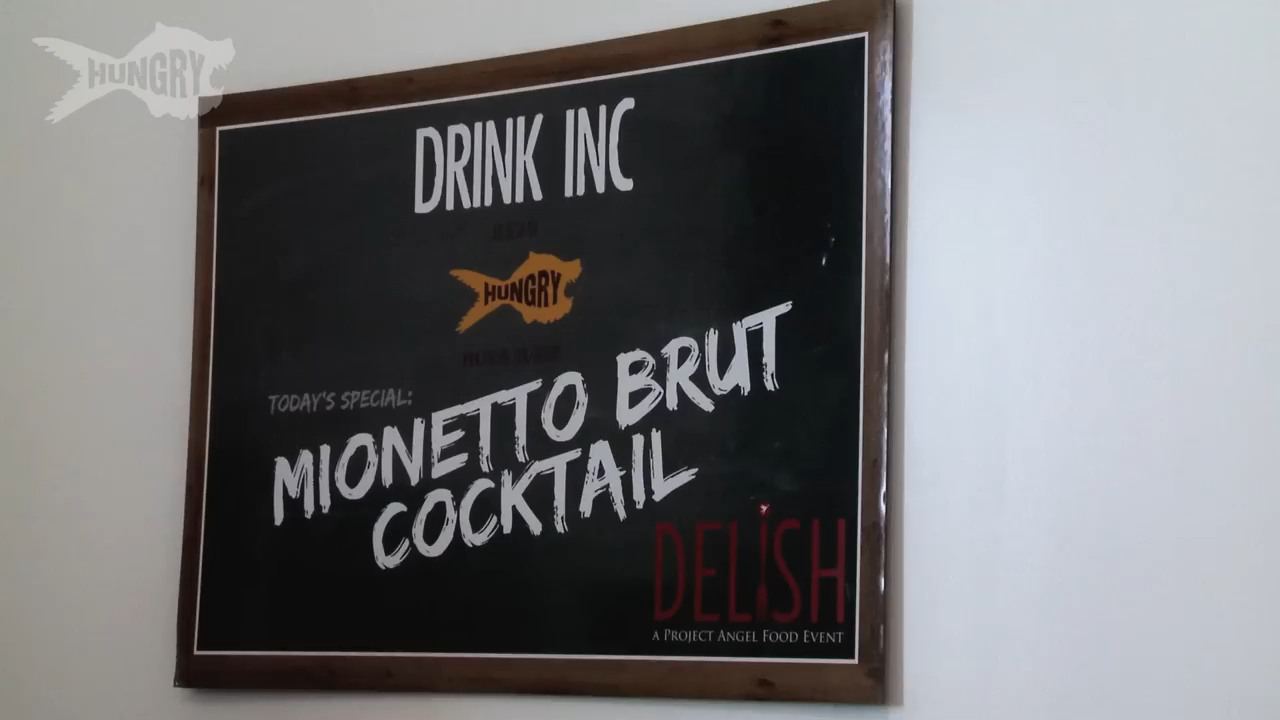 HUNGRY
DRINK INC
HUNGRY
TODAY'S SPECIAL:
MIONETTO BRUT
COCKTAIL
DELISH
A PROJECT ANGEL FOOD EVENT